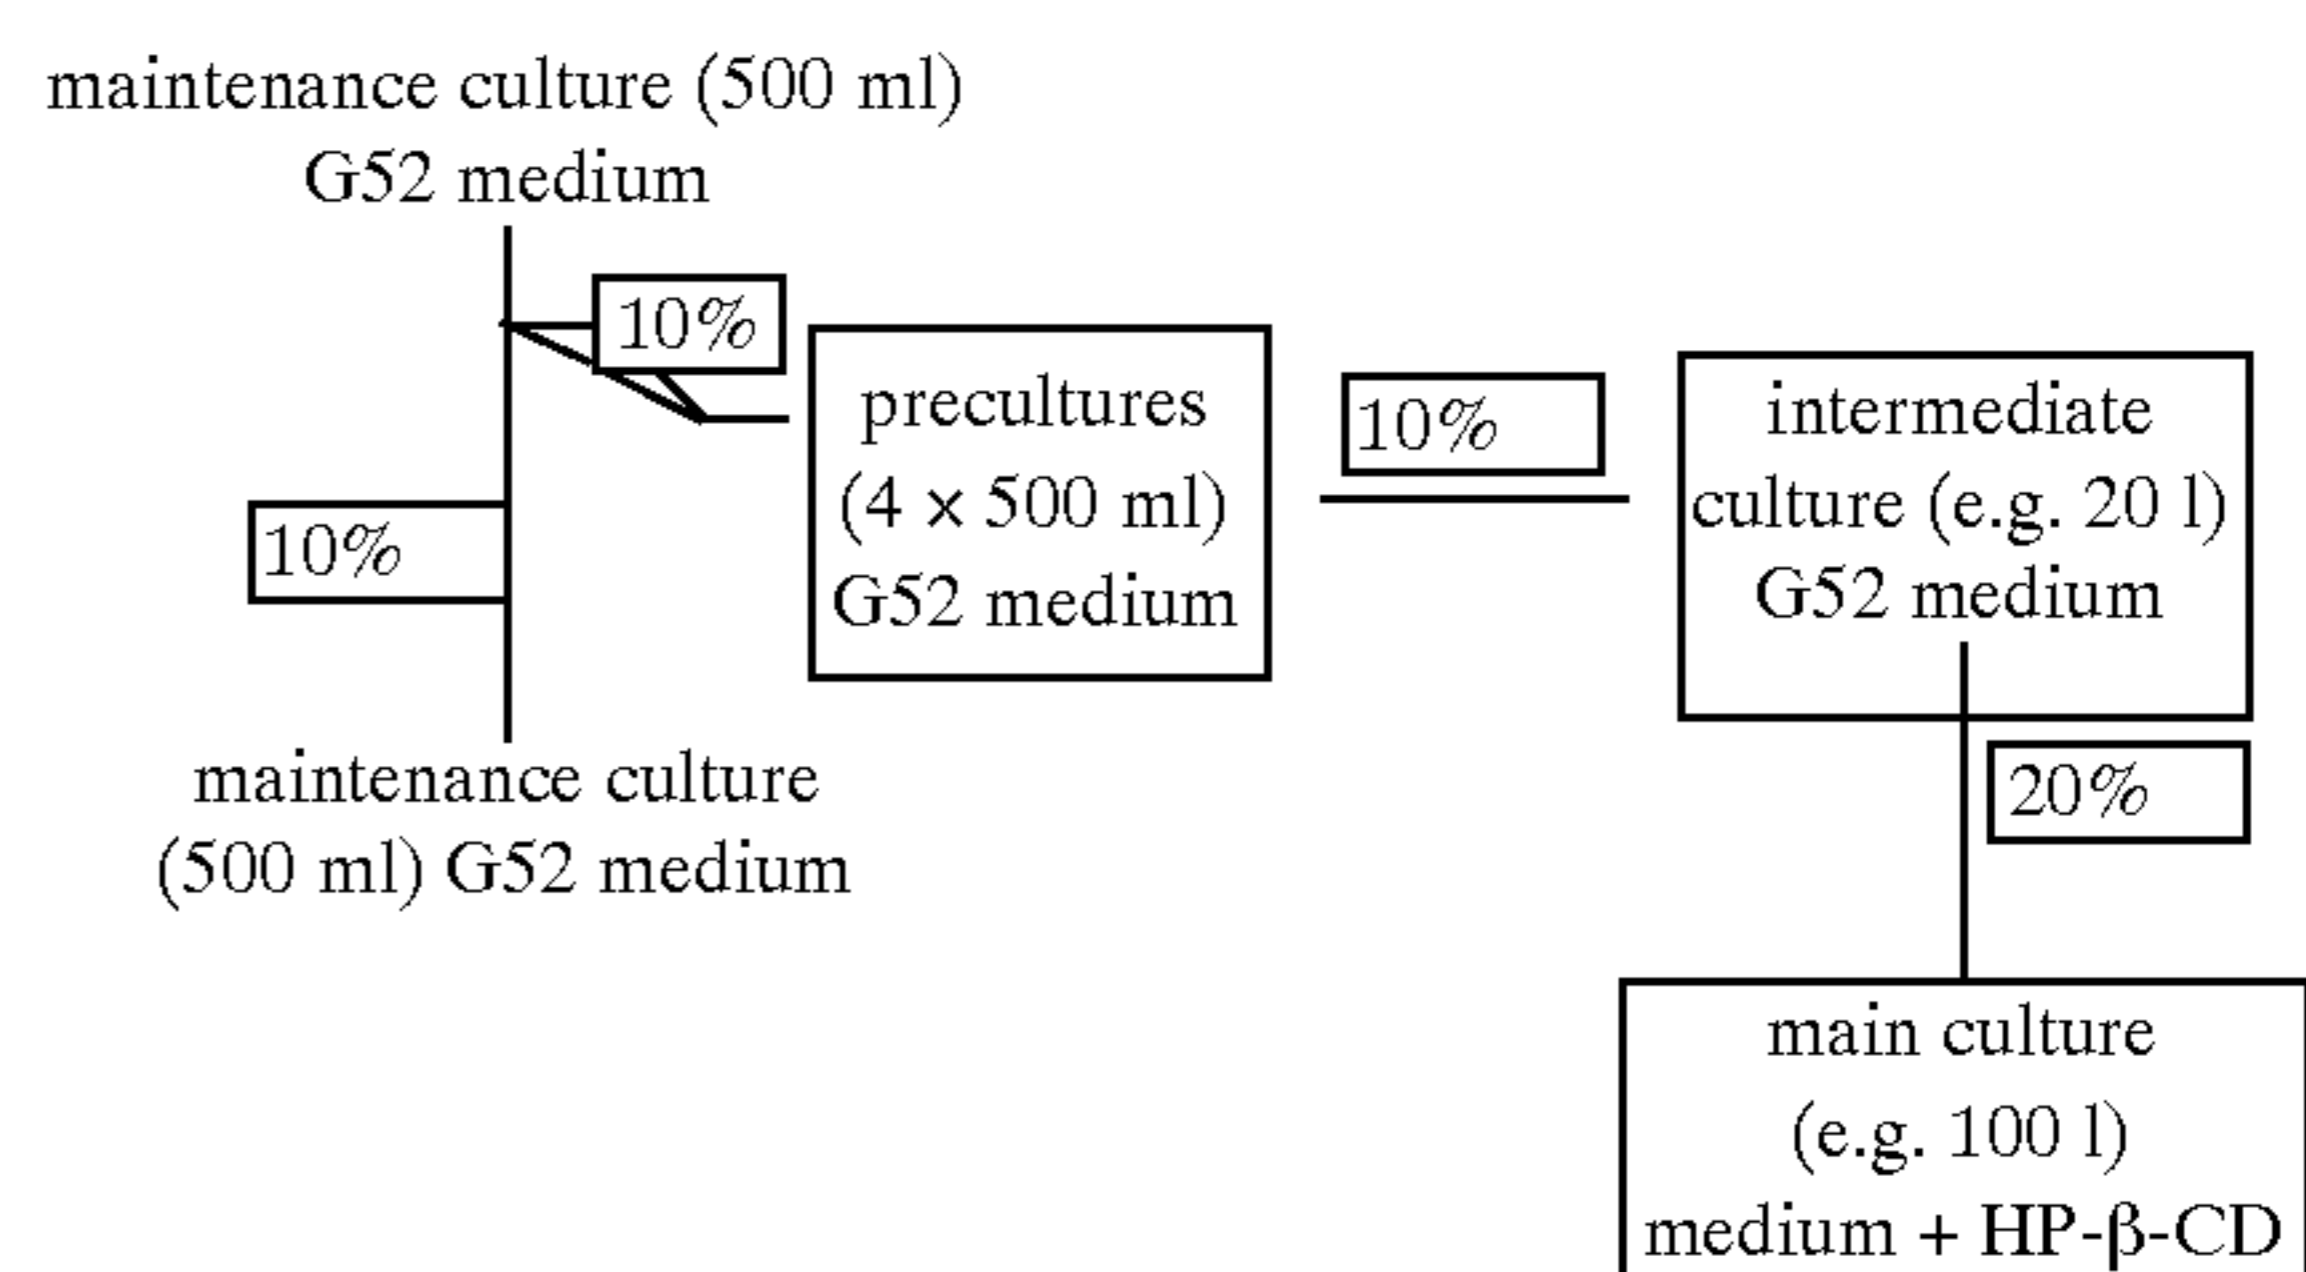 maintenance culture (500 ml)
G52 medium
10%
10%
maintenance culture
(500 ml) G52 medium
precultures
(4 × 500 ml)
G52 medium
10%
intermediate
culture (e.g. 20 l)
G52 medium
20%
main culture
(e.g. 100 l)
medium + HP-β-CD